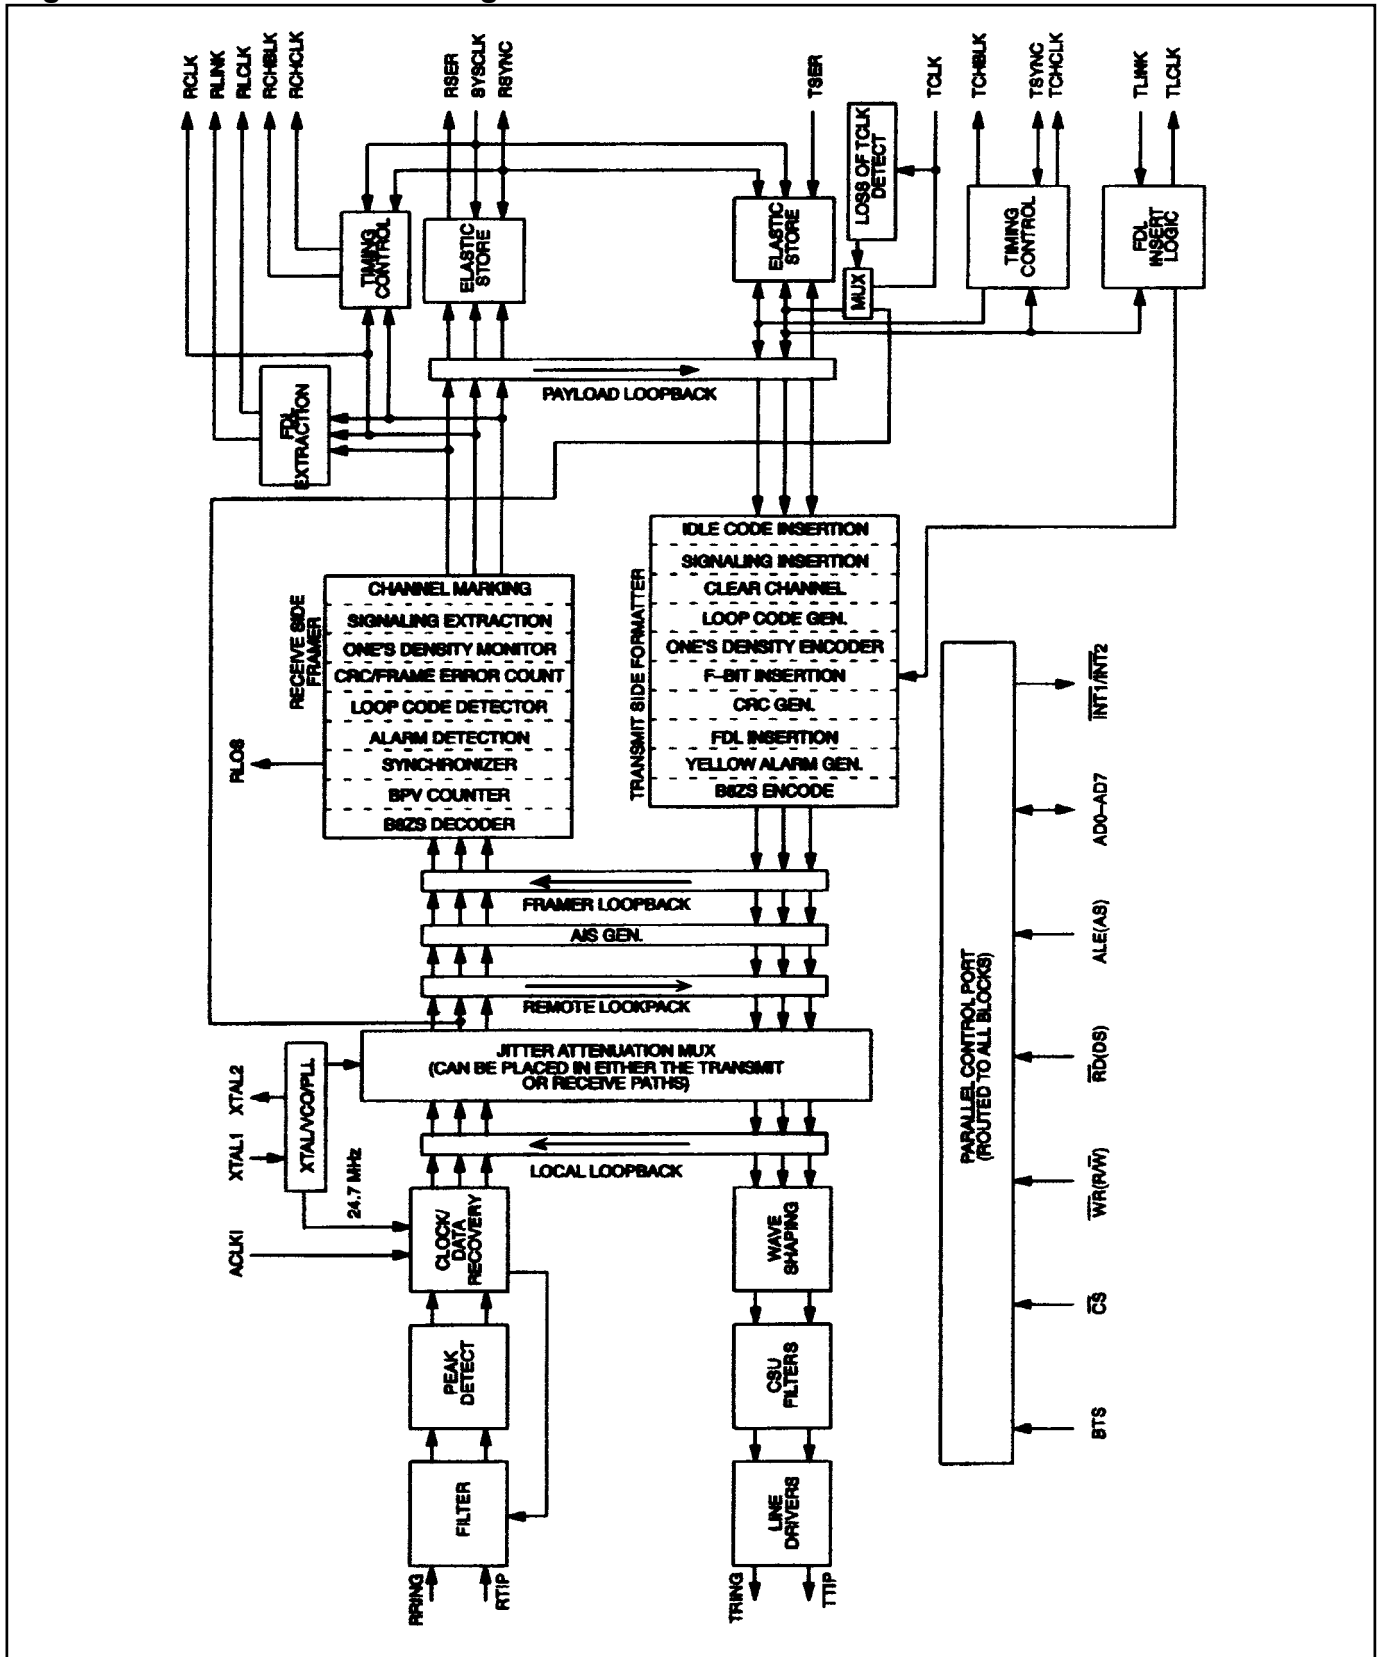 RCLK
RLINK
RLCLK
RCHBLK
RCHCLK
RSER
SYSCLK
RSYNC
TSER
TCLK
TCHBLK
TSYNC
TCHCLK
TLINK
TLCLK
LOSS OF TCLK
DETECT
TIMING
CONTROL
ELASTIC
STORE
ELASTIC
STORE
MUX
TIMING
CONTROL
FDL
INSERT
LOGIC
PAYLOAD LOOPBACK
FDL
EXTRACTION
RECEIVE SIDE
FRAMER
CHANNEL MARKING
SIGNALING EXTRACTION
ONE'S DENSITY MONITOR
CRC/FRAME ERROR COUNT
LOOP CODE DETECTOR
ALARM DETECTION
SYNCHRONIZER
BPV COUNTER
B8ZS DECODER
RLOS
TRANSMIT SIDE FORMATTER
IDLE CODE INSERTION
SIGNALING INSERTION
CLEAR CHANNEL
LOOP CODE GEN.
ONE'S DENSITY ENCODER
F-BIT INSERTION
CRC GEN.
FDL INSERTION
YELLOW ALARM GEN.
B8ZS ENCODE
FRAMER LOOPBACK
AIS GEN.
REMOTE LOOKPACK
JITTER ATTENUATION MUX
(CAN BE PLACED IN EITHER THE TRANSMIT
OR RECEIVE PATHS)
LOCAL LOOPBACK
XTAL2
XTAL1
XTAL/VCO/PLL
24.7 MHz
ACLKI
CLOCK/
DATA
RECOVERY
PEAK
DETECT
FILTER
RRING
RTIP
WAVE
SHAPING
CSU
FILTERS
LINE
DRIVERS
TRING
TTIP
PARALLEL CONTROL PORT
(ROUTED TO ALL BLOCKS)
INT1/INT2
AD0-AD7
ALE(AS)
RD(DS)
WR(R/W)
CS
BTS